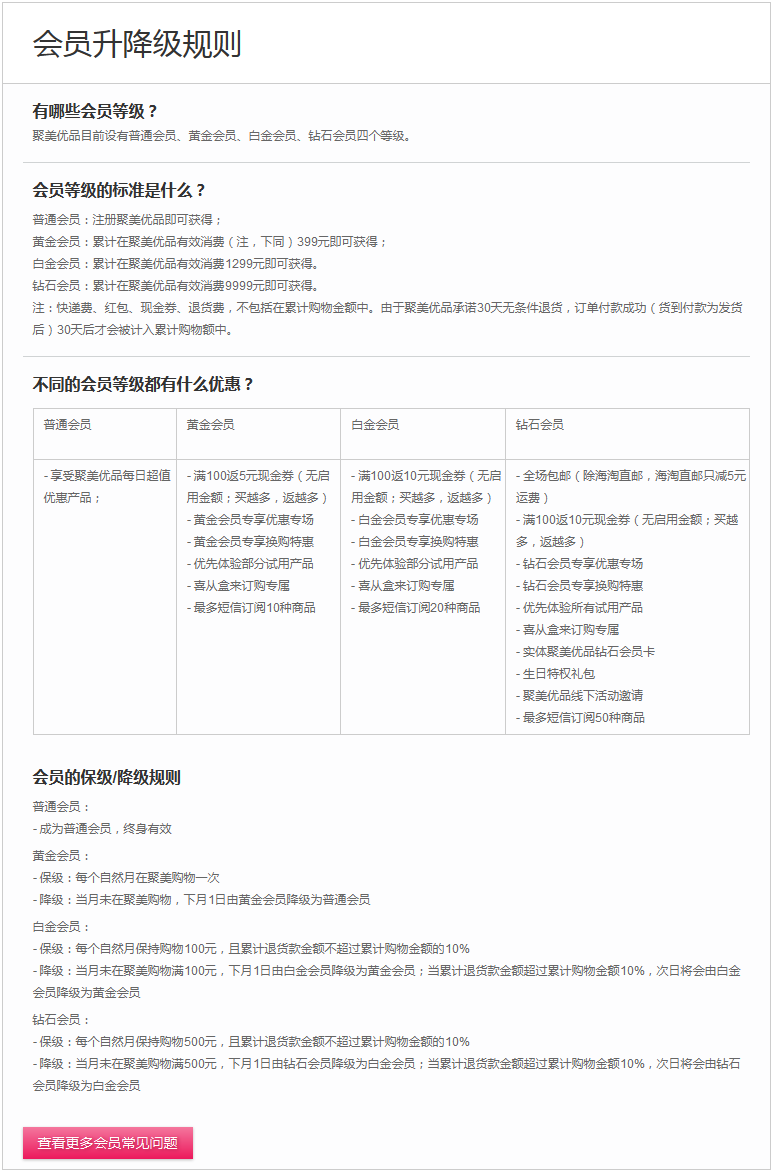 会员升降级规则
有哪些会员等级？
聚美优品目前设有普通会员、黄金会员、白金会员、钻石会员四个等级。
会员等级的标准是什么？
普通会员：注册聚美优品即可获得；
黄金会员：累计在聚美优品有效消费（注，下同）399元即可获得；
白金会员：累计在聚美优品有效消费1299元即可获得。
钻石会员：累计在聚美优品有效消费9999元即可获得。
注：快递费、红包、现金券、退货费，不包括在累计购物金额中。由于聚美优品承诺30天无条件退货，订单付款成功（货到付款为发货
后）30天后才会被计入累计购物额中。
不同的会员等级都有什么优惠？
普通会员
- 享受聚美优品每日超值
优惠产品；
黄金会员
- 满100返5元现金券（无启
用金额；买越多，返越多）
- 黄金会员专享优惠专场
- 黄金会员专享换购特惠
- 优先体验部分试用产品
- 喜从盒来订购专属
- 最多短信订阅10种商品
白金会员
- 满100返10元现金券（无启
用金额；买越多，返越多）
- 白金会员专享优惠专场
- 白金会员专享换购特惠
- 优先体验部分试用产品
- 喜从盒来订购专属
- 最多短信订阅20种商品
钻石会员
- 全场包邮（除海淘直邮，海淘直邮只减5元
运费）
- 满100返10元现金券（无启用金额；买越
多，返越多）
- 钻石会员专享优惠专场
- 钻石会员专享换购特惠
- 优先体验所有试用产品
- 喜从盒来订购专属
- 实体聚美优品钻石会员卡
- 生日特权礼包
- 聚美优品线下活动邀请
- 最多短信订阅50种商品
会员的保级/降级规则
普通会员：
- 成为普通会员，终身有效
黄金会员：
- 保级：每个自然月在聚美购物一次
- 降级：当月未在聚美购物，下月1日由黄金会员降级为普通会员
白金会员：
- 保级：每个自然月保持购物100元，且累计退货款金额不超过累计购物金额的10%
- 降级：当月未在聚美购物满100元，下月1日由白金会员降级为黄金会员；当累计退货款金额超过累计购物金额10%，次日将会由白金
会员降级为黄金会员
钻石会员：
- 保级：每个自然月保持购物500元，且累计退货款金额不超过累计购物金额的10%
- 降级：当月未在聚美购物满500元，下月1日由钻石会员降级为白金会员；当累计退货款金额超过累计购物金额10%，次日将会由钻石
会员降级为白金会员
查看更多会员常见问题